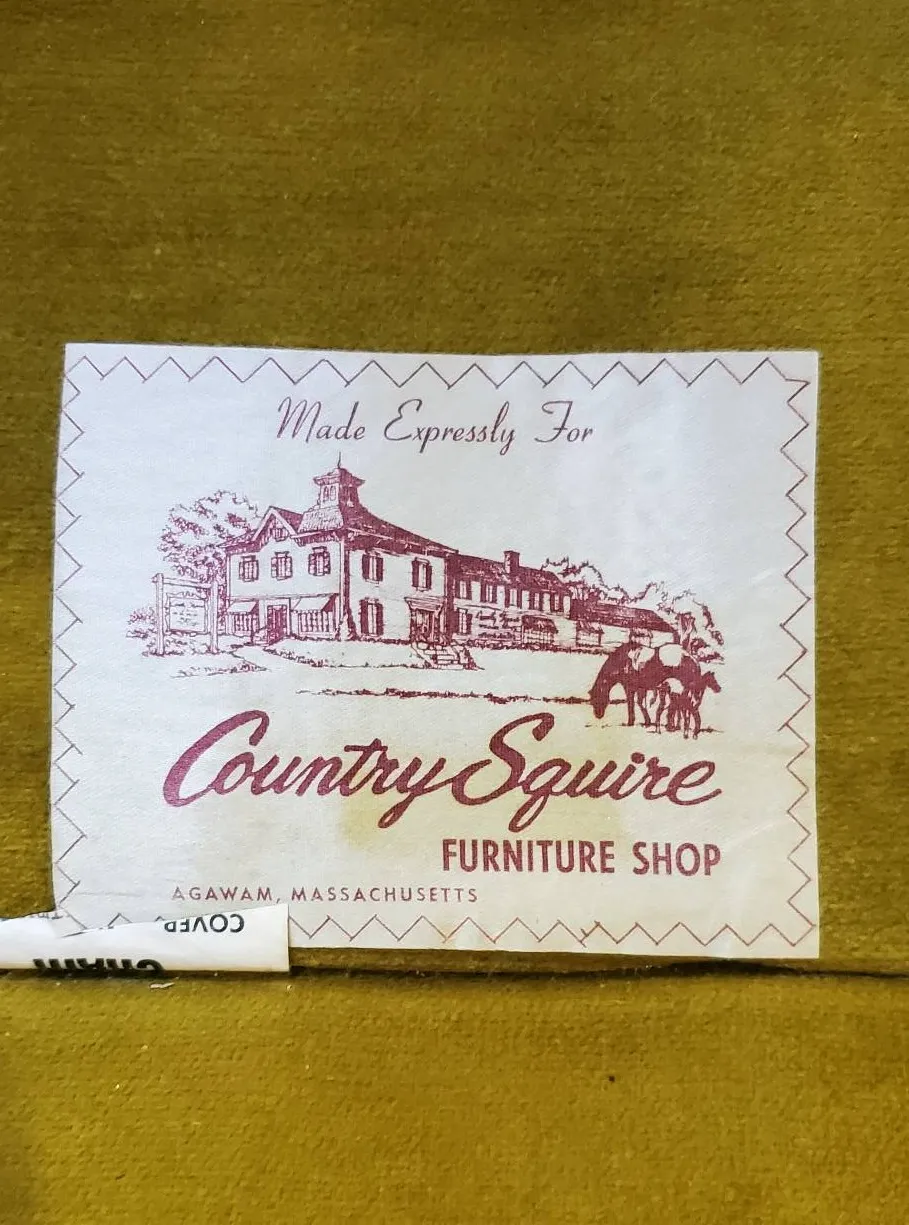 Made Expressly For
Country Squire
FURNITURE SHOP
AGAWAM, MASSACHUSETTS
COVER